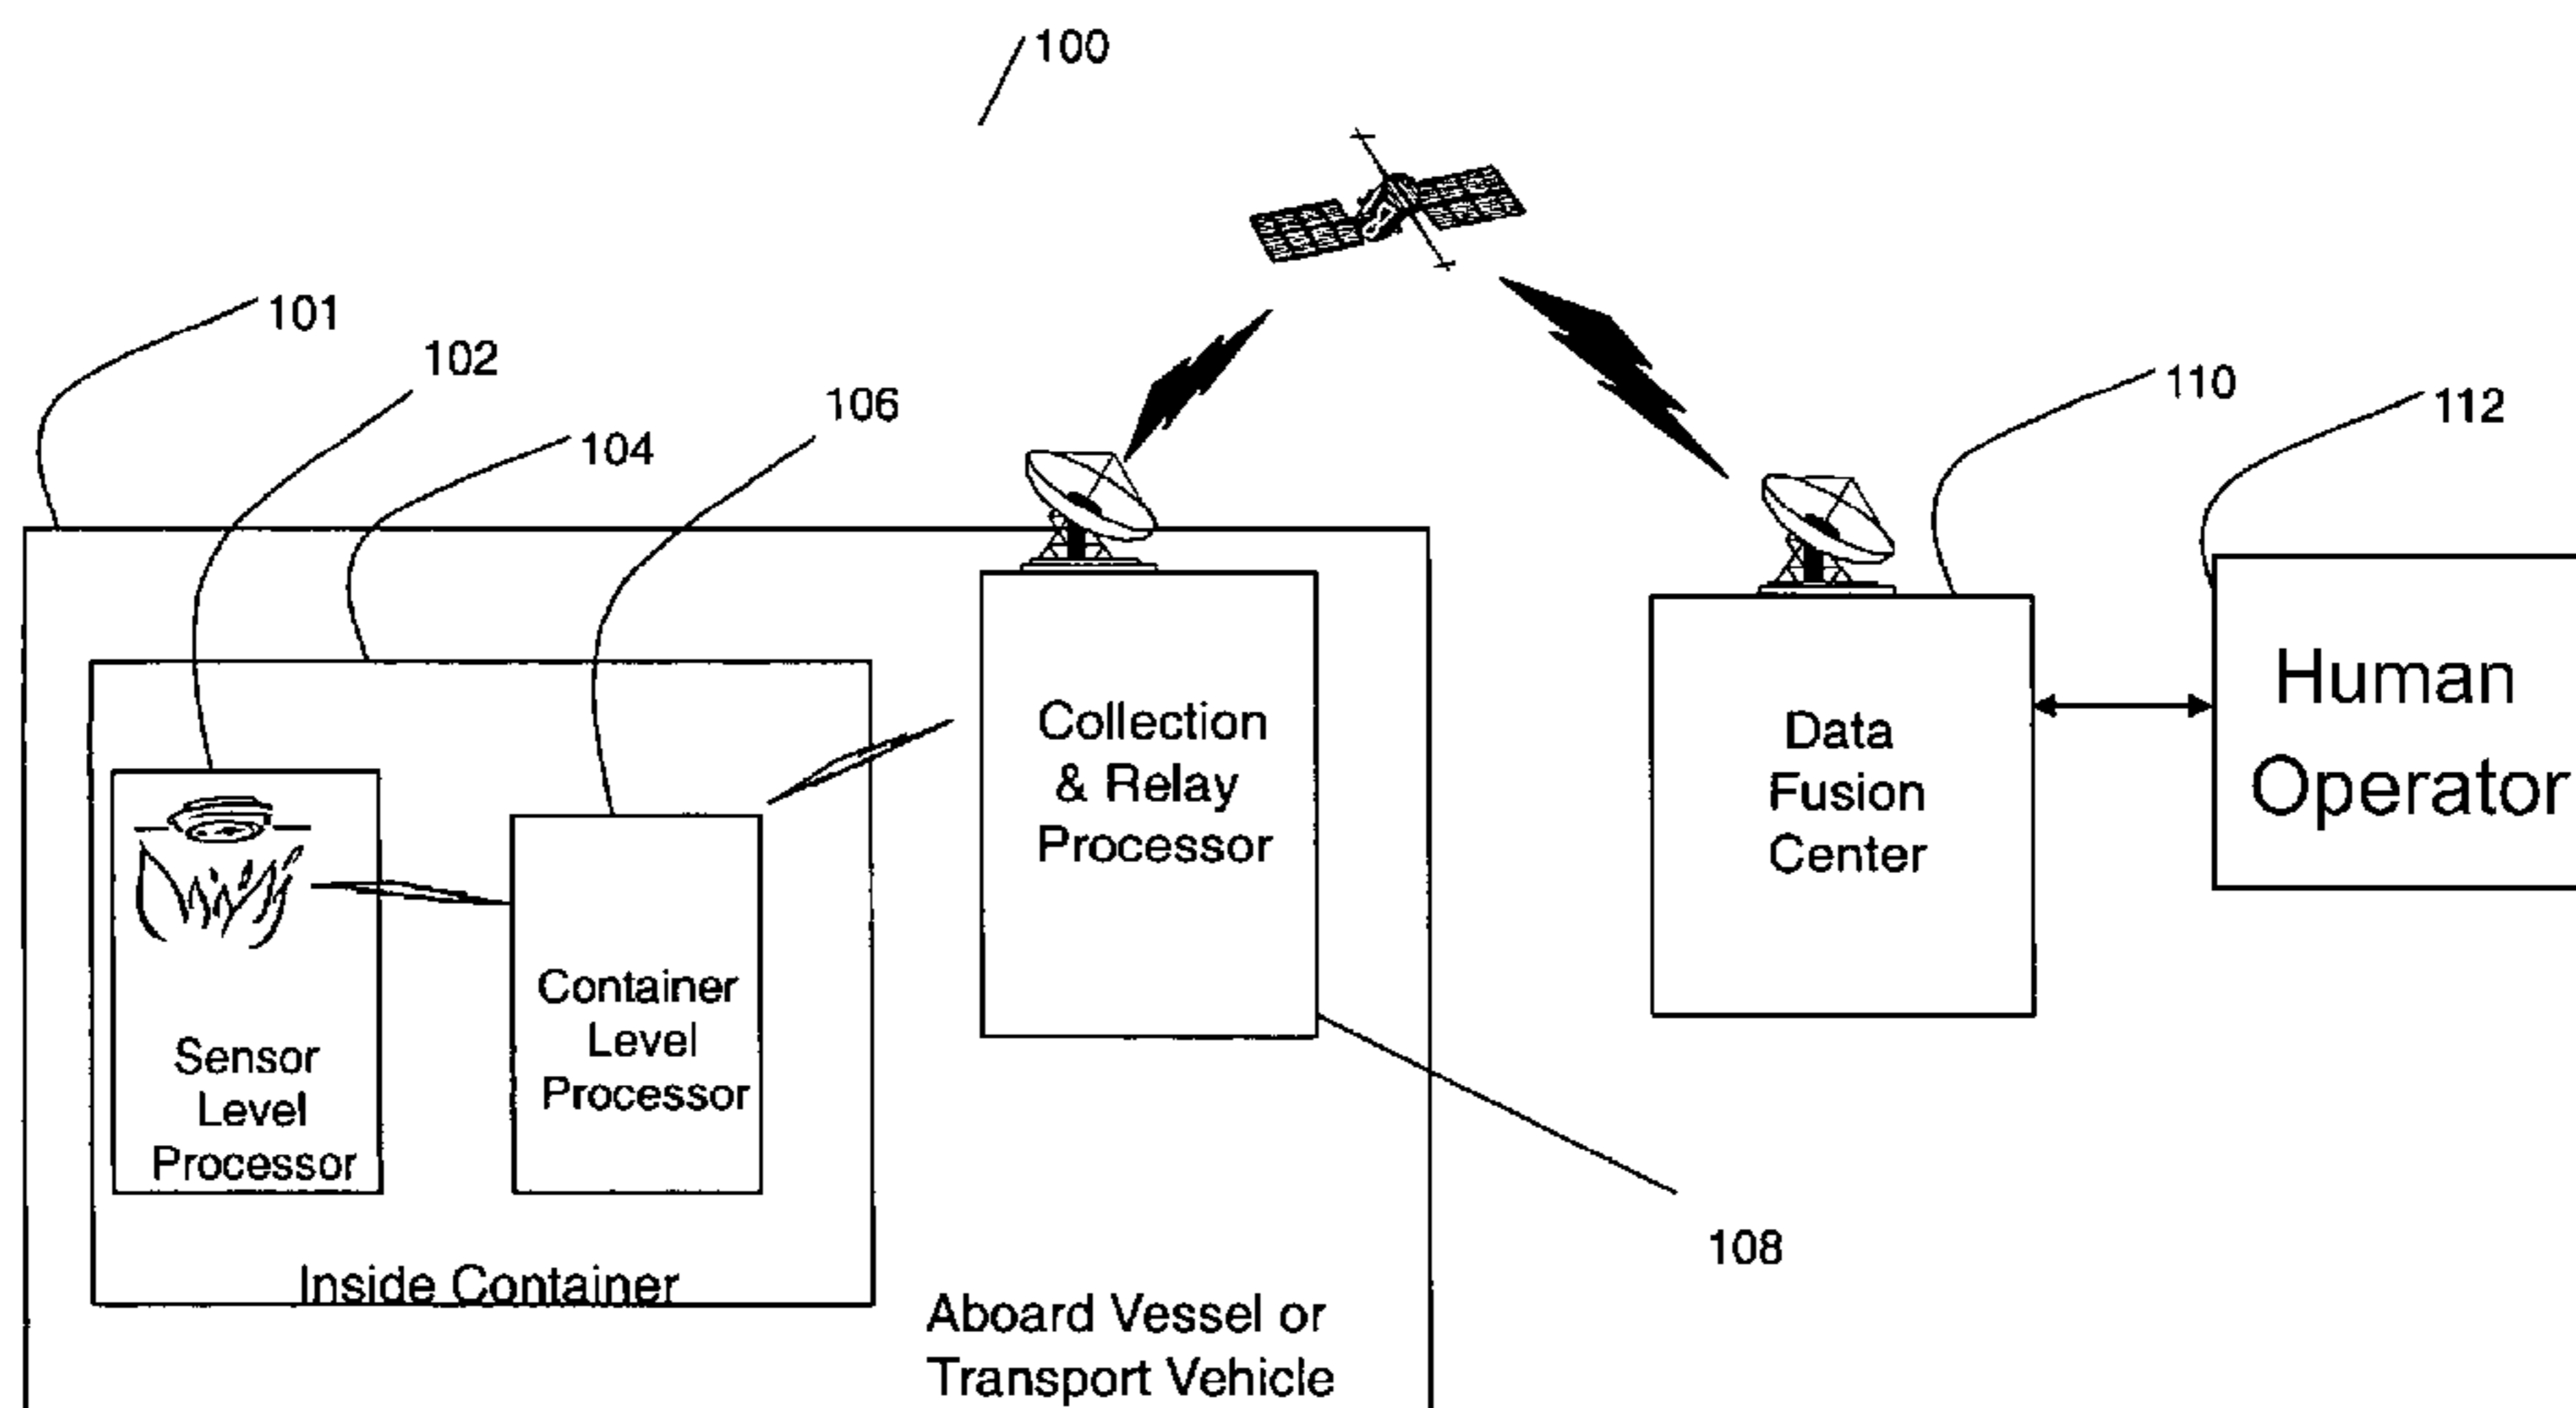 100
101
102
104
106
110
112
Human
Operator
Collection
& Relay
Processor
Data
Fusion
Center
Container
Level
Processor
Sensor
Level
Processor
108
Inside Container
Aboard Vessel or
Transport Vehicle